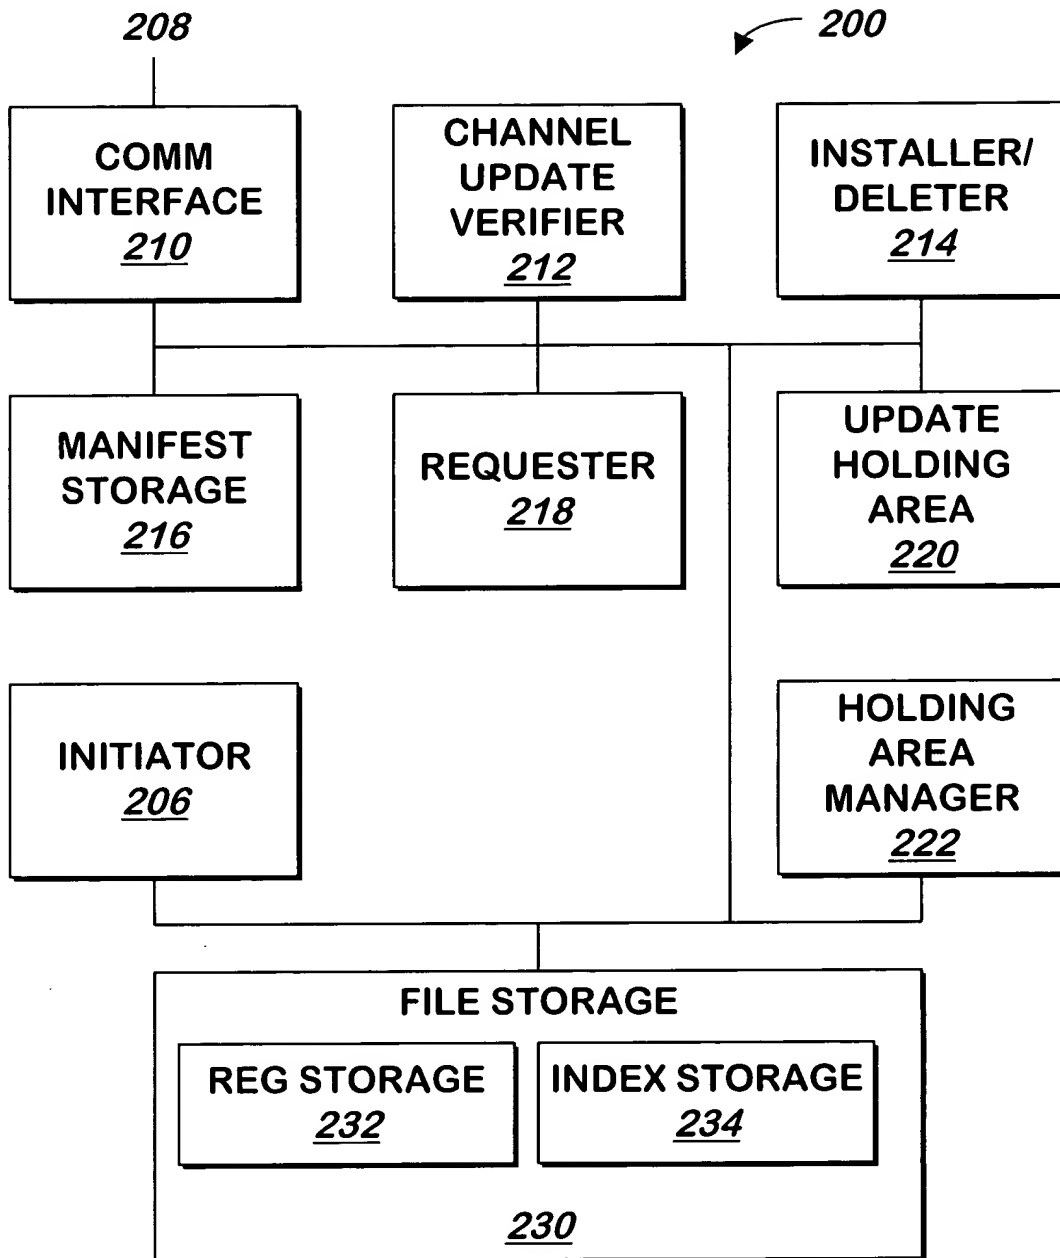 208
200
COMM
INTERFACE
210
CHANNEL
UPDATE
VERIFIER
212
INSTALLER/
DELETER
214
MANIFEST
STORAGE
216
REQUESTER
218
UPDATE
HOLDING
AREA
220
INITIATOR
206
HOLDING
AREA
MANAGER
222
FILE STORAGE
REG STORAGE
232
INDEX STORAGE
234
230